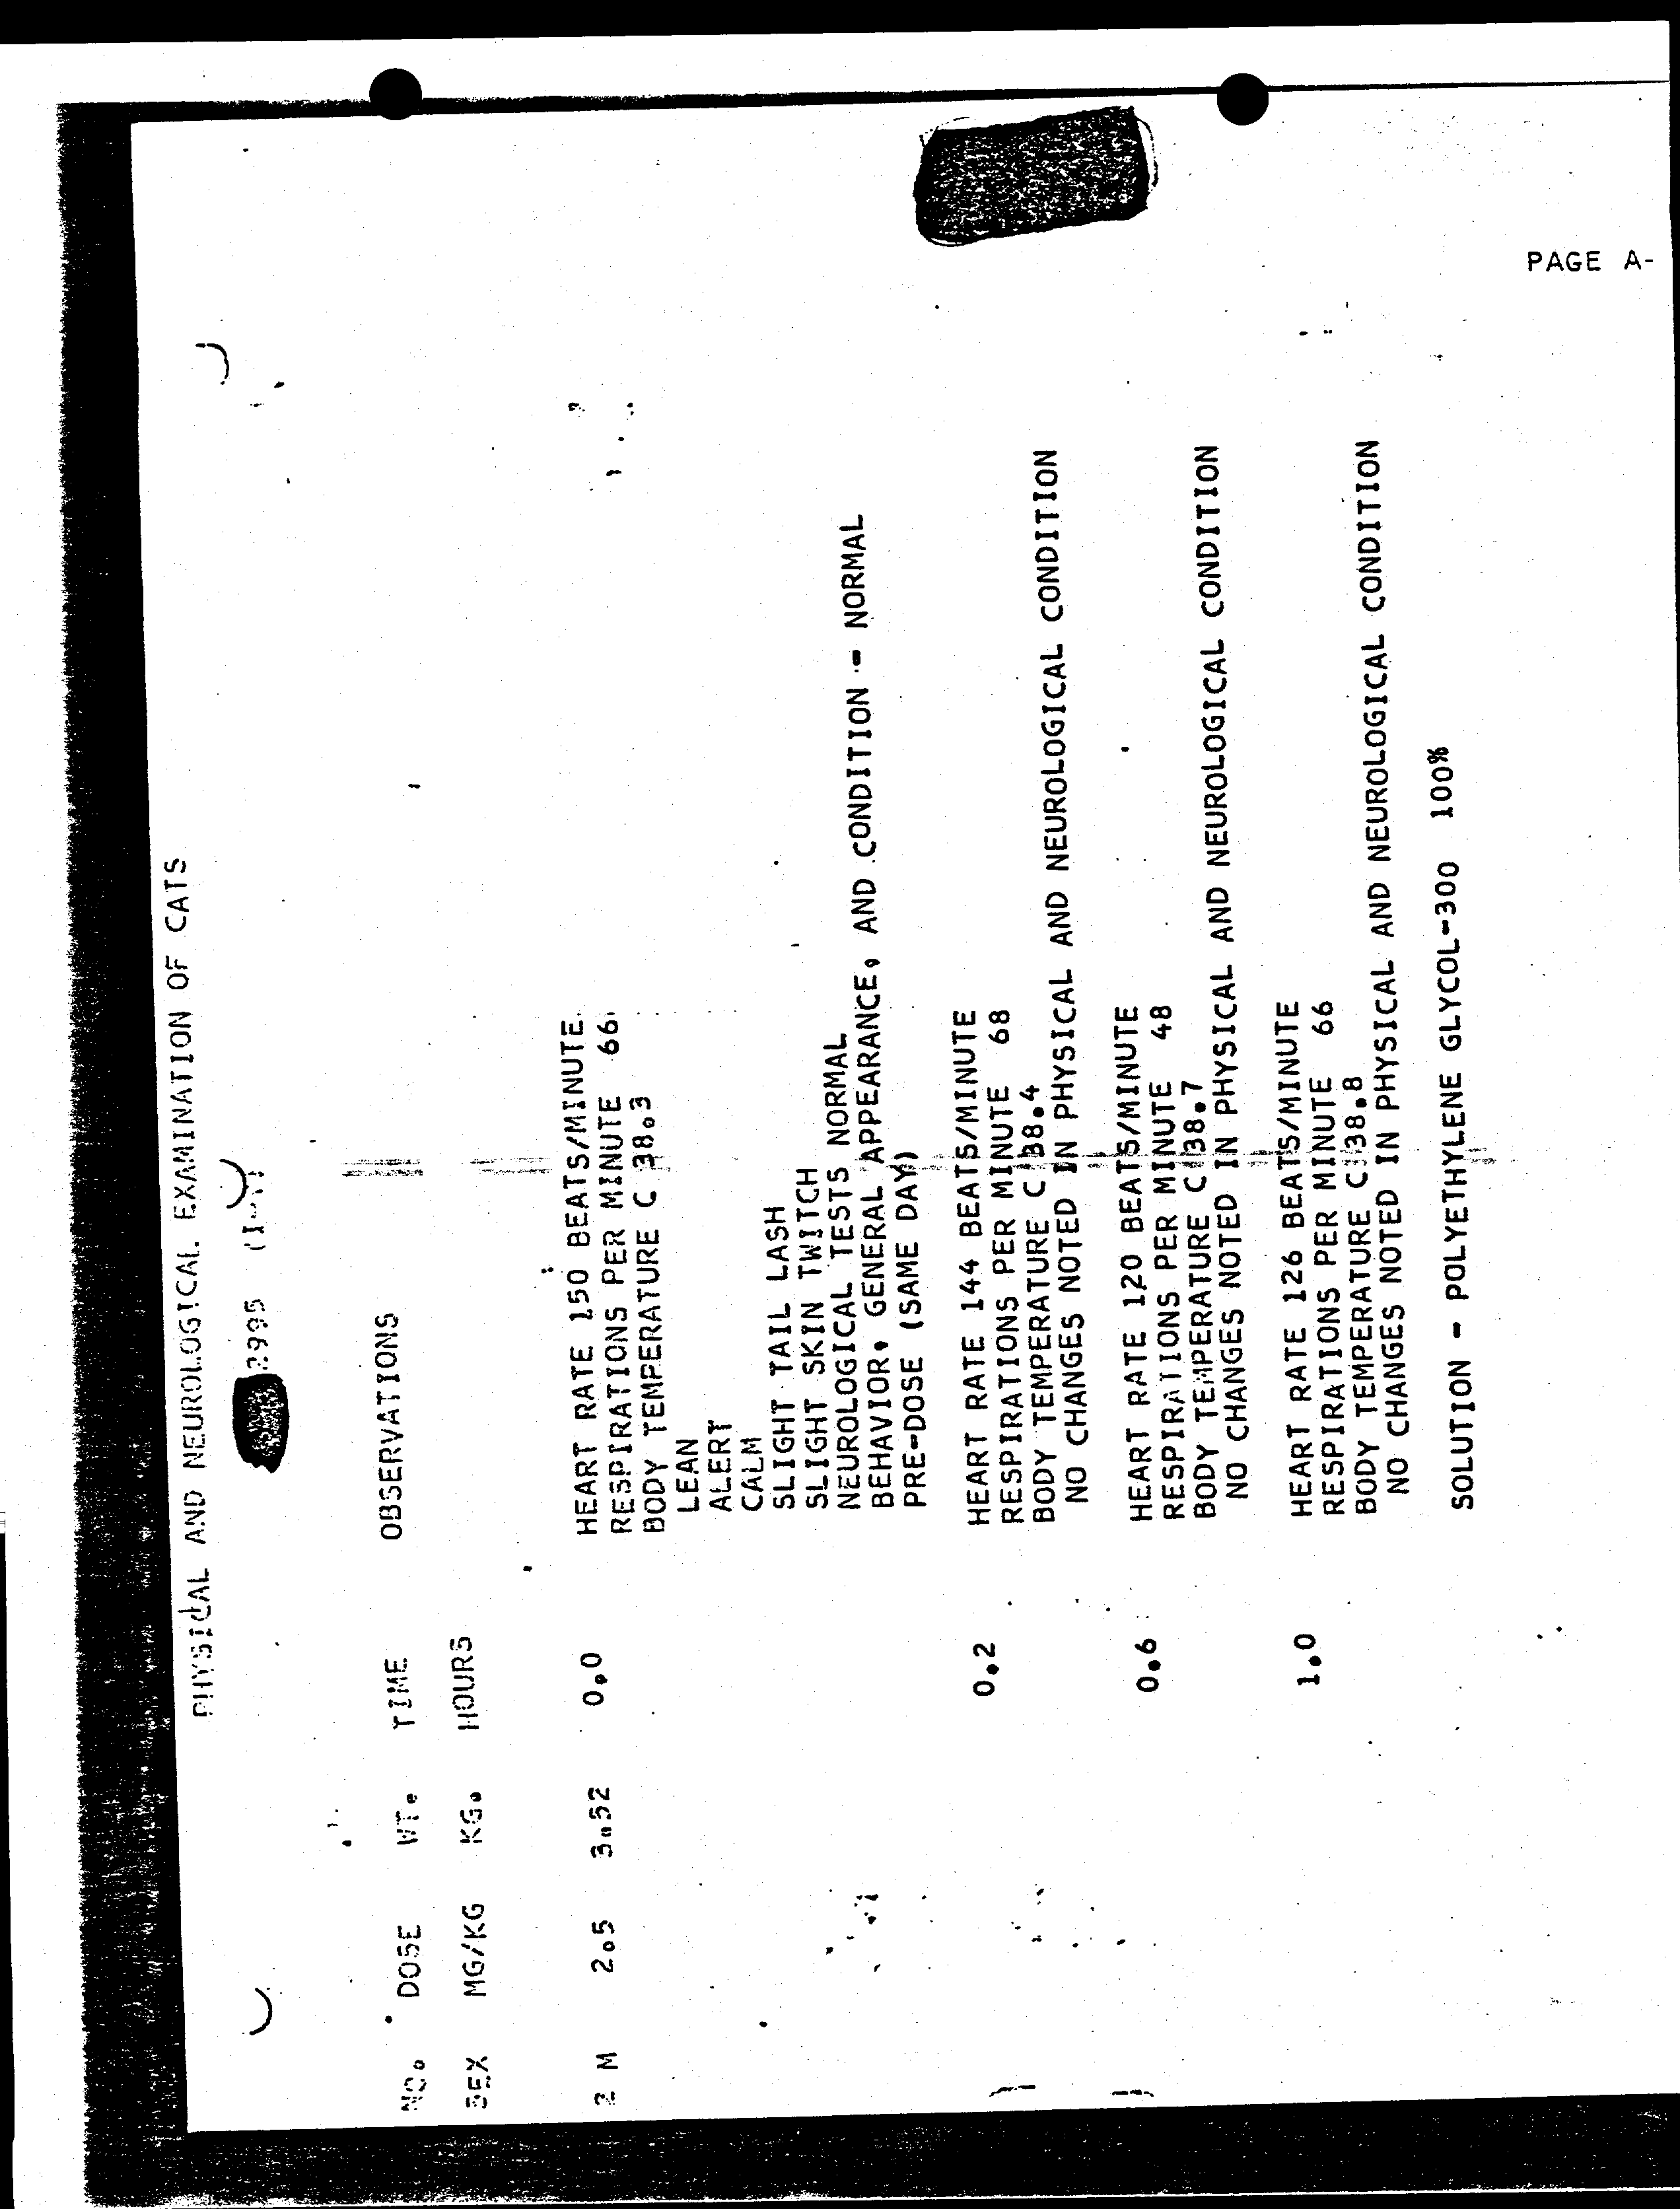 PHYSICAL AND NEUROLOGICAL EXAMINATION OF CATS
2995
NO. DOSE WT. TIME OBSERVATIONS
SEX MG/KG KG. HOURS
2 M 2.5 3.52 0.0 HEART RATE 150 BEATS/MINUTE
RESPIRATIONS PER MINUTE 66
BODY TEMPERATURE C 38.3
LEAN
ALERT
CALM
SLIGHT TAIL LASH
SLIGHT SKIN TWITCH
NEUROLOGICAL TESTS NORMAL
BEHAVIOR, GENERAL APPEARANCE, AND CONDITION - NORMAL
PRE-DOSE (SAME DAY)
0.2 HEART RATE 144 BEATS/MINUTE
RESPIRATIONS PER MINUTE 68
BODY TEMPERATURE C 38.4
NO CHANGES NOTED IN PHYSICAL AND NEUROLOGICAL CONDITION
0.6 HEART RATE 120 BEATS/MINUTE
RESPIRATIONS PER MINUTE 48
BODY TEMPERATURE C 38.7
NO CHANGES NOTED IN PHYSICAL AND NEUROLOGICAL CONDITION
1.0 HEART RATE 126 BEATS/MINUTE
RESPIRATIONS PER MINUTE 66
BODY TEMPERATURE C 38.8
NO CHANGES NOTED IN PHYSICAL AND NEUROLOGICAL CONDITION
SOLUTION - POLYETHYLENE GLYCOL-300 100%
PAGE A-